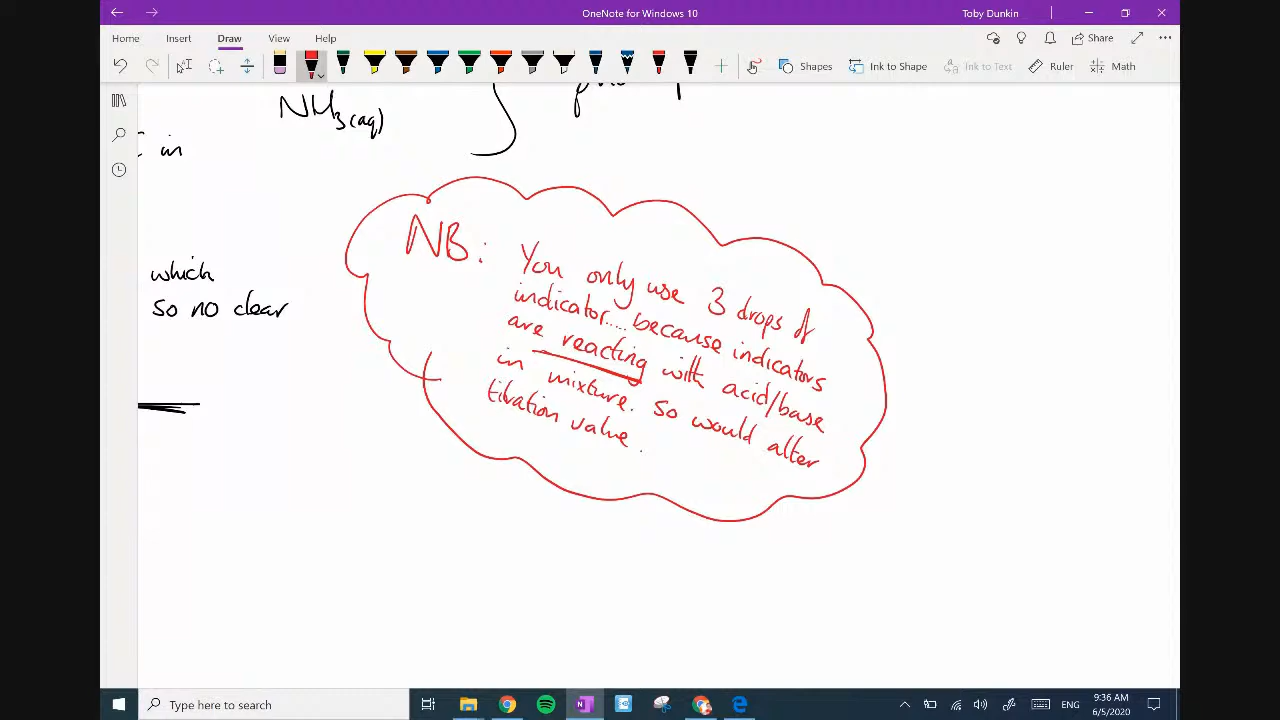 OneNote for Windows 10
Toby Dunkin
Home Insert Draw View Help
Share
Shapes
Ink to Shape
Ink to Text
Ruler
Math
NH3(aq)
in
which
so no clear
NB: You only use 3 drops of
indicator.... because indicators
are reacting with acid/base
in mixture. So would alter
titration value.
Type here to search
ENG
9:36 AM
6/5/2020